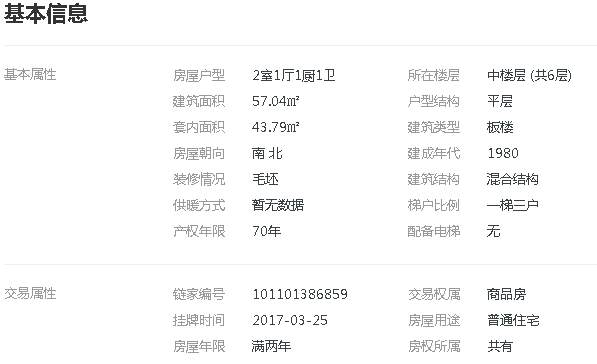 基本信息
基本属性 房屋户型 2室1厅1厨1卫 所在楼层 中楼层 (共6层)
建筑面积 57.04㎡ 户型结构 平层
套内面积 43.79㎡ 建筑类型 板楼
房屋朝向 南 北 建成年代 1980
装修情况 毛坯 建筑结构 混合结构
供暖方式 暂无数据 梯户比例 一梯三户
产权年限 70年 配备电梯 无
交易属性 链家编号 101101386859 交易权属 商品房
挂牌时间 2017-03-25 房屋用途 普通住宅
房屋年限 满两年 房权所属 共有